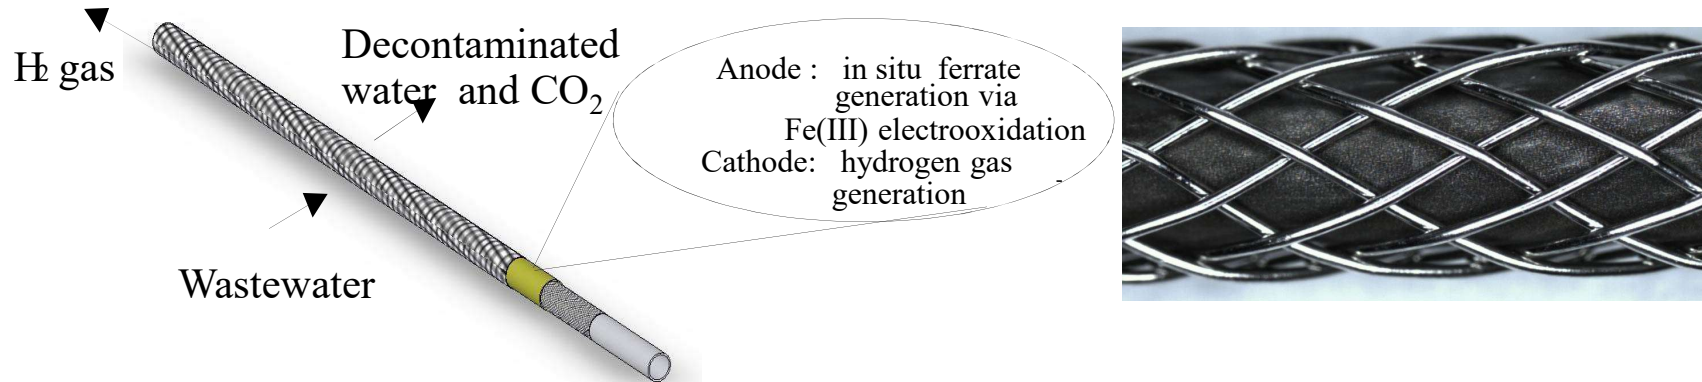 H2 gas
Decontaminated
water and CO2
Wastewater
Anode : in situ ferrate
generation via
Fe(III) electrooxidation
Cathode: hydrogen gas
generation